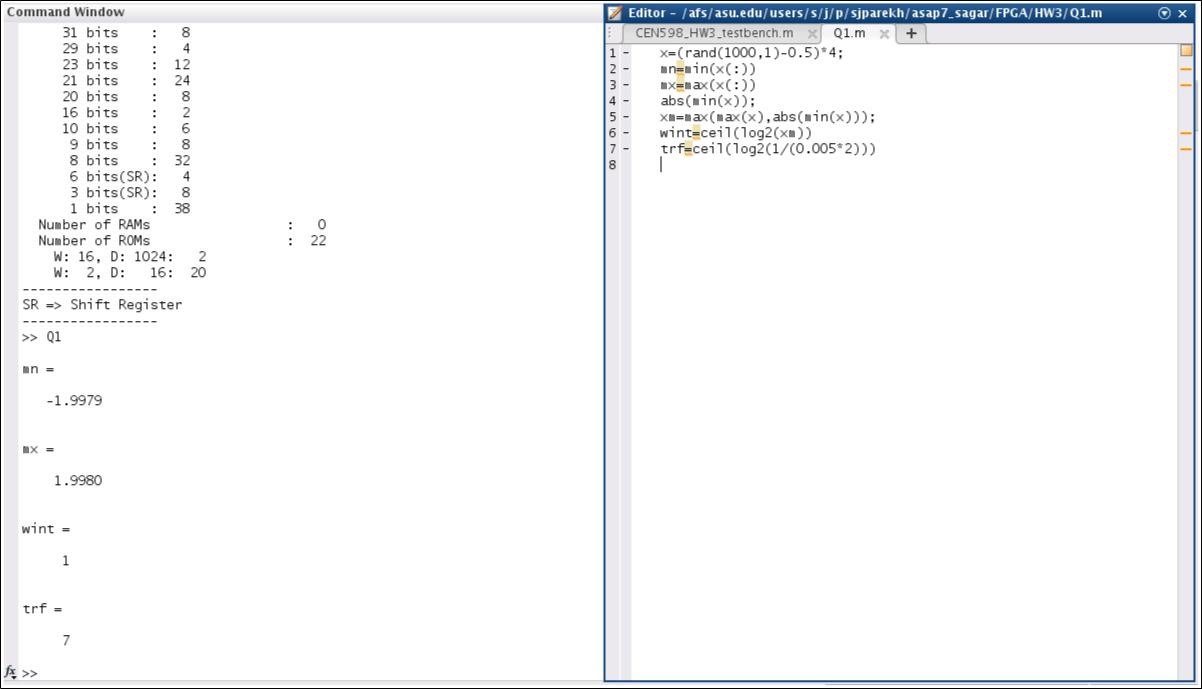 Command Window
31 bits : 8
29 bits : 4
23 bits : 12
21 bits : 24
20 bits : 8
16 bits : 2
10 bits : 6
9 bits : 8
8 bits : 32
6 bits(SR): 4
3 bits(SR): 8
1 bits : 38
Number of RAMs : 0
Number of ROMs : 22
W: 16, D: 1024: 2
W: 2, D: 16: 20
-----------------
SR => Shift Register
-----------------
>> Q1
mn =
-1.9979
mx =
1.9980
wint =
1
trf =
7
fx >>
Editor - /afs/asu.edu/users/s/j/p/sjparekh/asap7_sagar/FPGA/HW3/Q1.m
CEN598_HW3_testbench.m × Q1.m × +
1 - x=(rand(1000,1)-0.5)*4;
2 - mn=min(x(:))
3 - mx=max(x(:))
4 - abs(min(x));
5 - xm=max(max(x),abs(min(x)));
6 - wint=ceil(log2(xm))
7 - trf=ceil(log2(1/(0.005*2)))
8